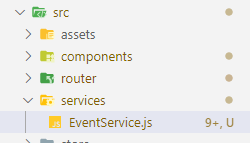 src
assets
components
router
services
EventService.js 9+, U